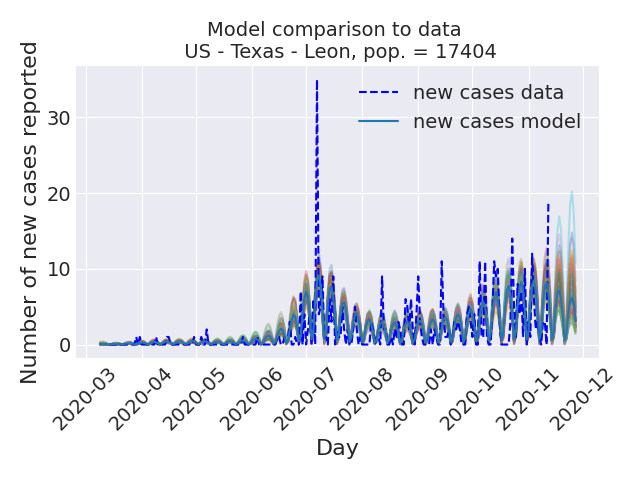 Model comparison to data
US - Texas - Leon, pop. = 17404
Number of new cases reported
30
20
10
0
new cases data
new cases model
2020-03
2020-04
2020-05
2020-06
2020-07
2020-08
2020-09
2020-10
2020-11
2020-12
Day